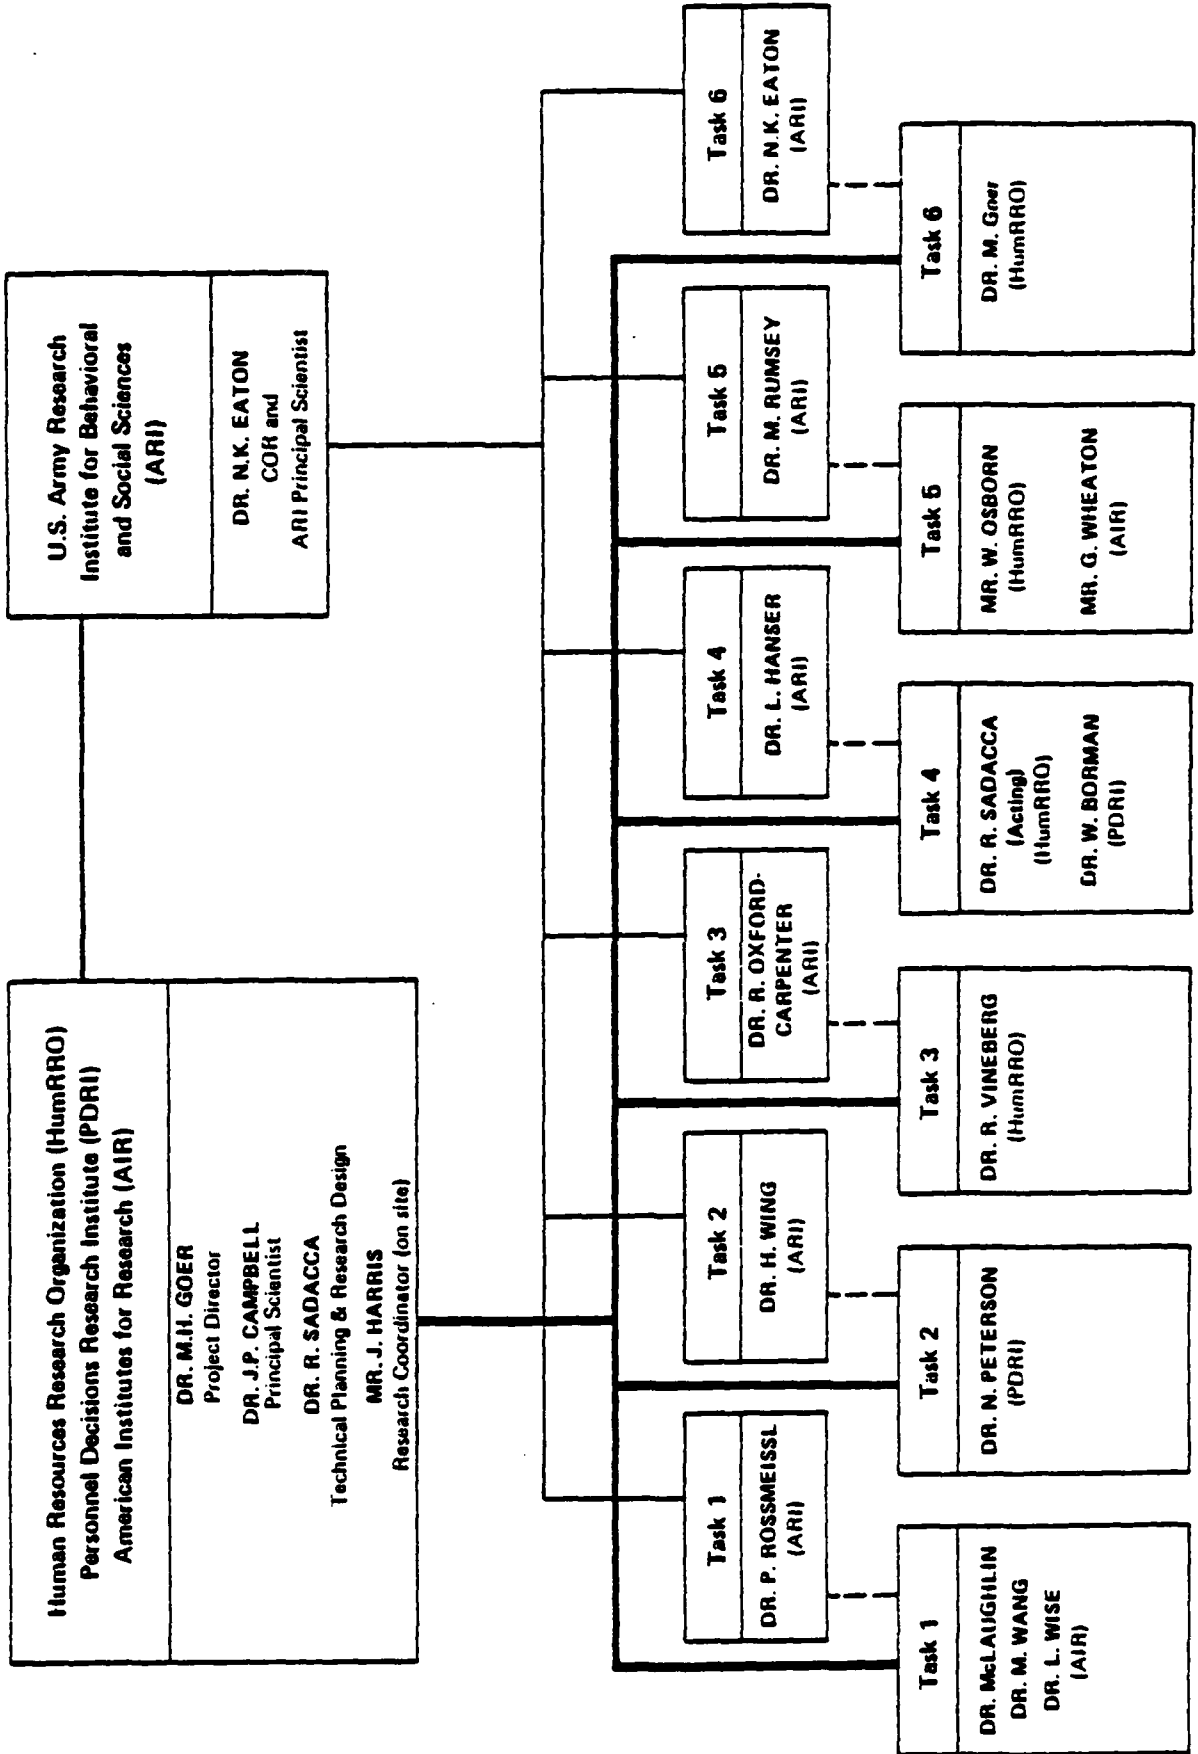 Human Resources Research Organization (HumRRO)
Personnel Decisions Research Institute (PDRI)
American Institutes for Research (AIR)
DR. M.H. GOER
Project Director
DR. J.P. CAMPBELL
Principal Scientist
DR. R. SADACCA
Technical Planning & Research Design
MR. J. HARRIS
Research Coordinator (on site)
U.S. Army Research
Institute for Behavioral
and Social Sciences
(ARI)
DR. N.K. EATON
COR and
ARI Principal Scientist
Task 1
DR. P. ROSSMEISSL
(ARI)
Task 2
DR. H. WING
(ARI)
Task 3
DR. R. OXFORD-
CARPENTER
(ARI)
Task 4
DR. L. HANSER
(ARI)
Task 5
DR. M. RUMSEY
(ARI)
Task 6
DR. N.K. EATON
(ARI)
Task 1
DR. McLAUGHLIN
DR. M. WANG
DR. L. WISE
(AIR)
Task 2
DR. N. PETERSON
(PDRI)
Task 3
DR. R. VINEBERG
(HumRRO)
Task 4
DR. R. SADACCA
(Acting)
(HumRRO)
DR. W. BORMAN
(PDRI)
Task 5
MR. W. OSBORN
(HumRRO)
MR. G. WHEATON
(AIR)
Task 6
DR. M. Goer
(HumRRO)